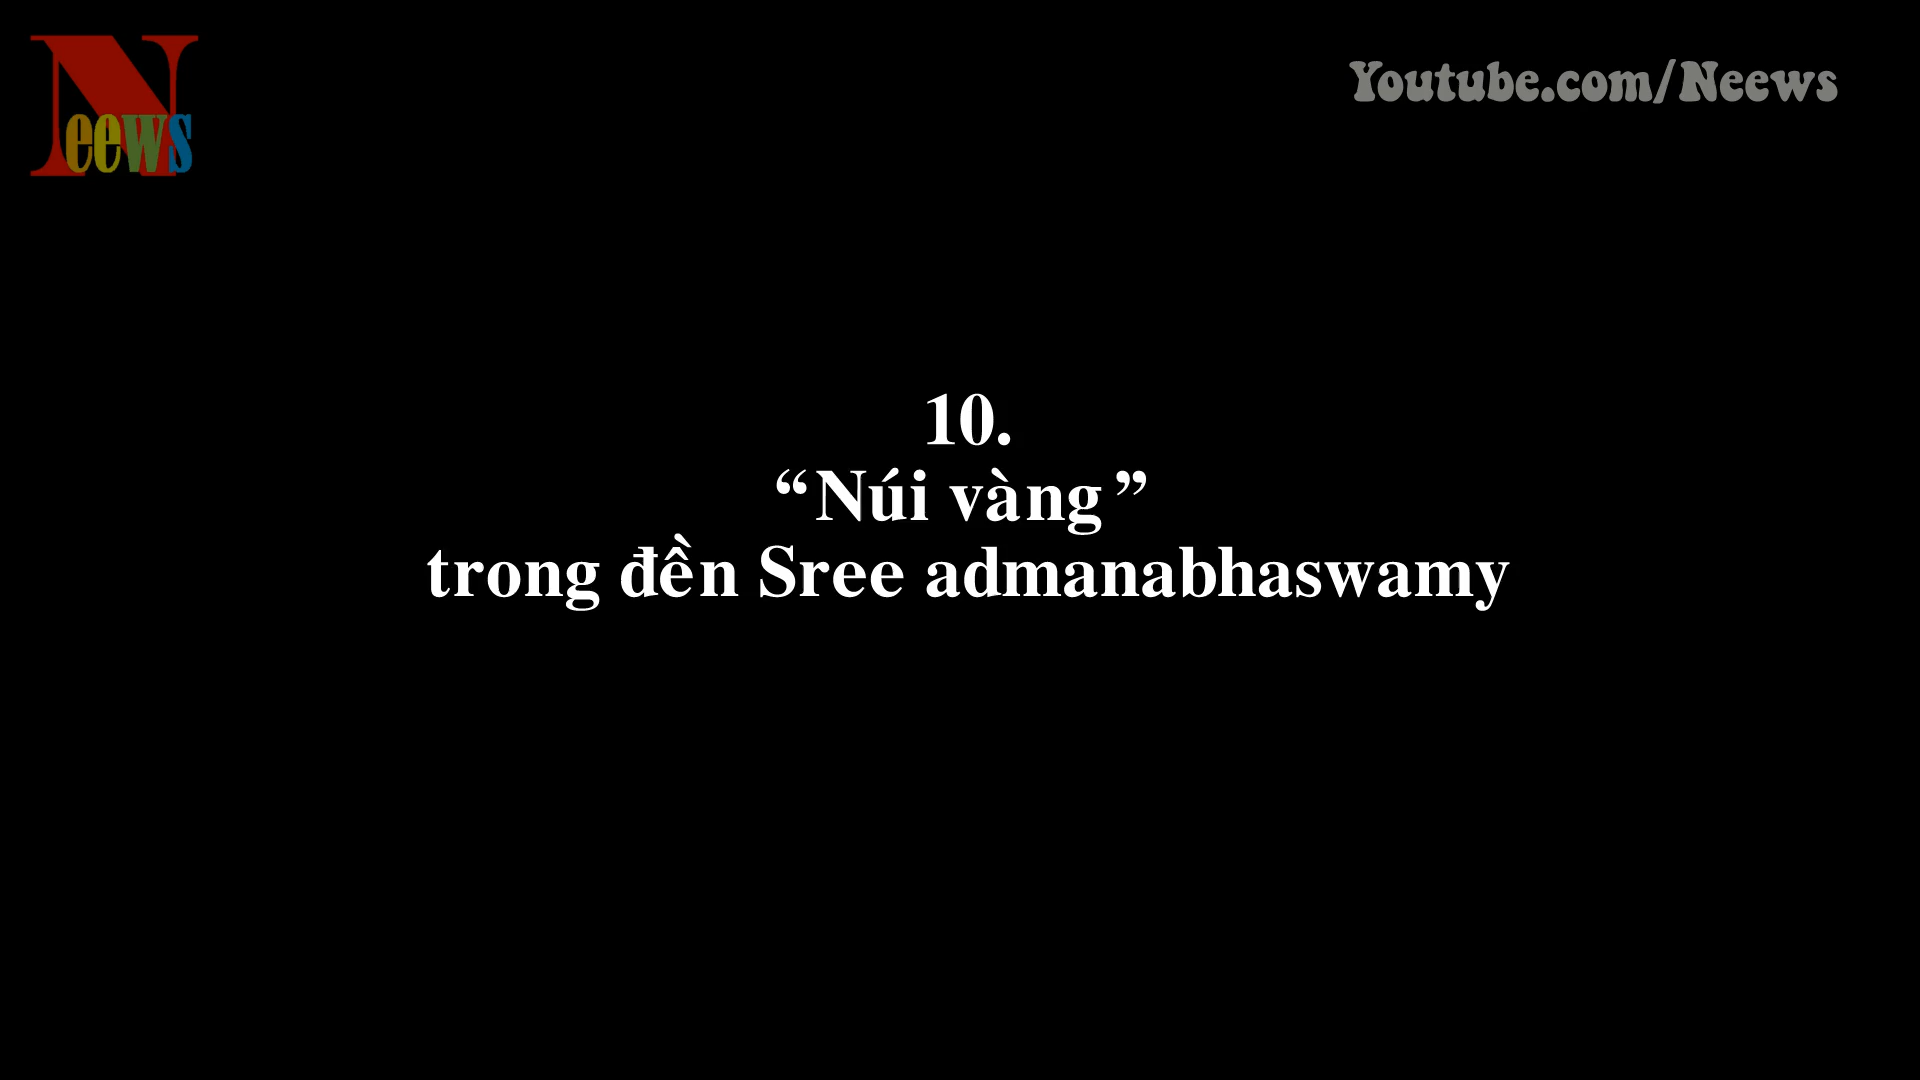 Neews
Youtube.com/Neews
10.
“Núi vàng”
trong đền Sree admanabhaswamy